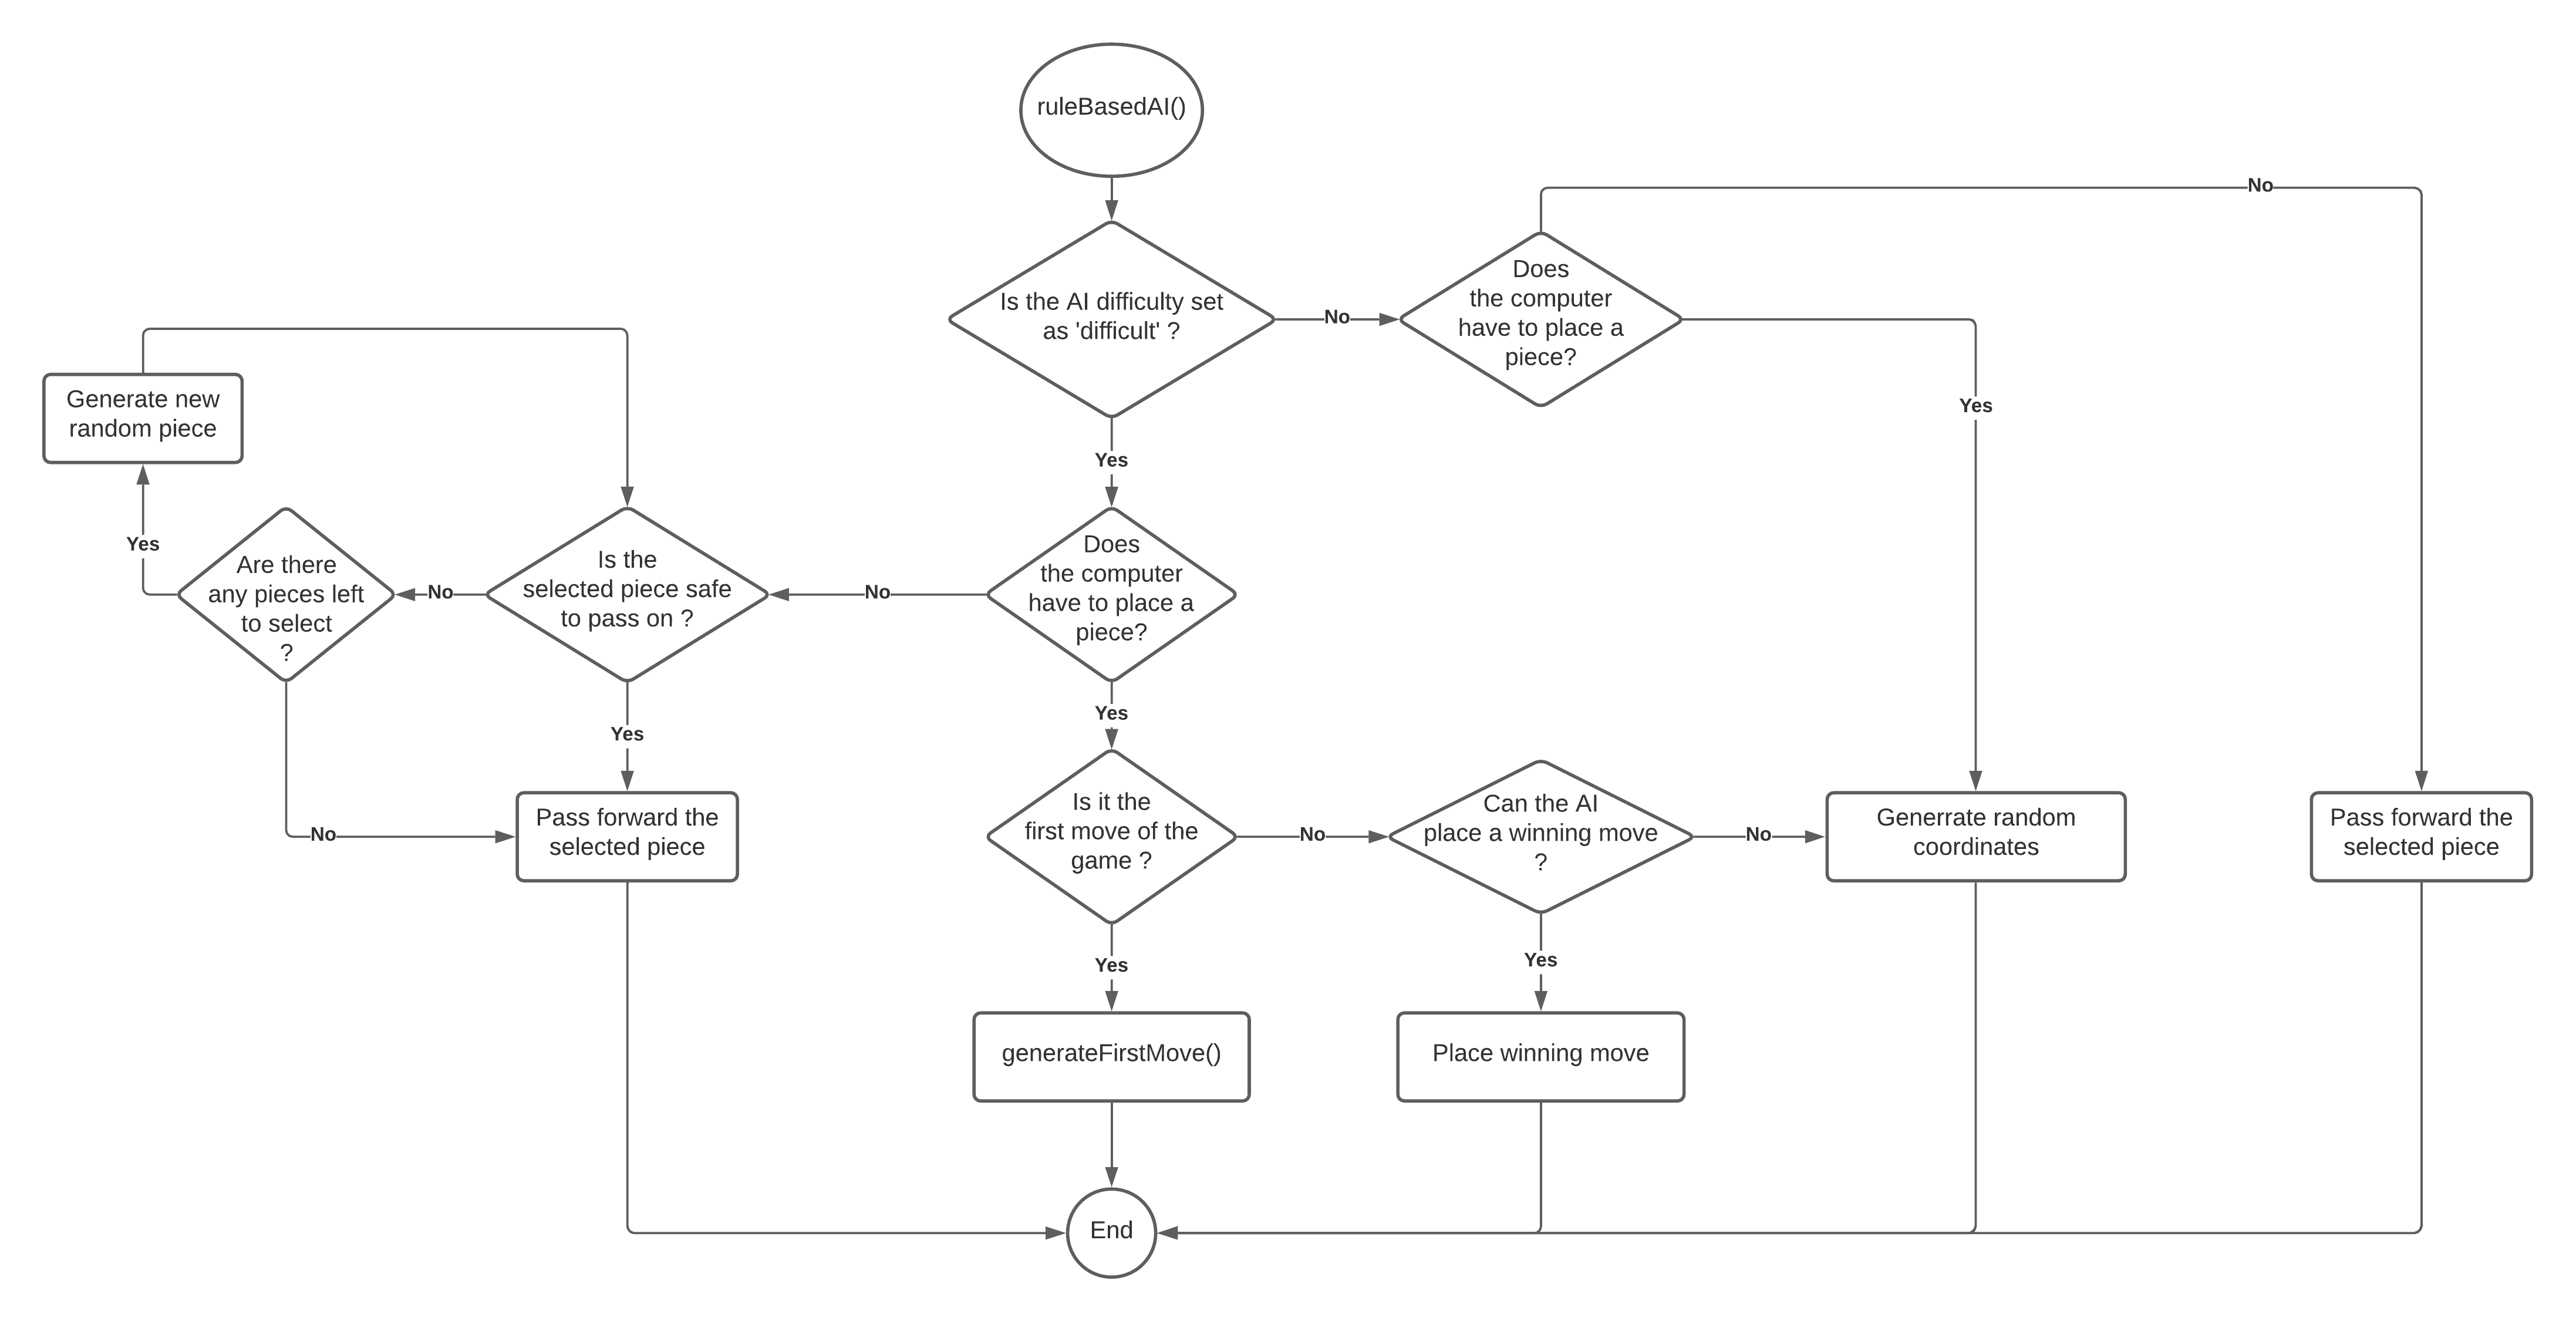 ruleBasedAI()
No
Does
the computer
have to place a
piece?
Is the AI difficulty set
as 'difficult' ?
No
Yes
Generate new
random piece
Yes
Yes
Are there
any pieces left
to select
?
No
Is the
selected piece safe
to pass on ?
No
Does
the computer
have to place a
piece?
Yes
Yes
No
Pass forward the
selected piece
Is it the
first move of the
game ?
No
Can the AI
place a winning move
?
No
Generrate random
coordinates
Pass forward the
selected piece
Yes
Yes
generateFirstMove()
Place winning move
End